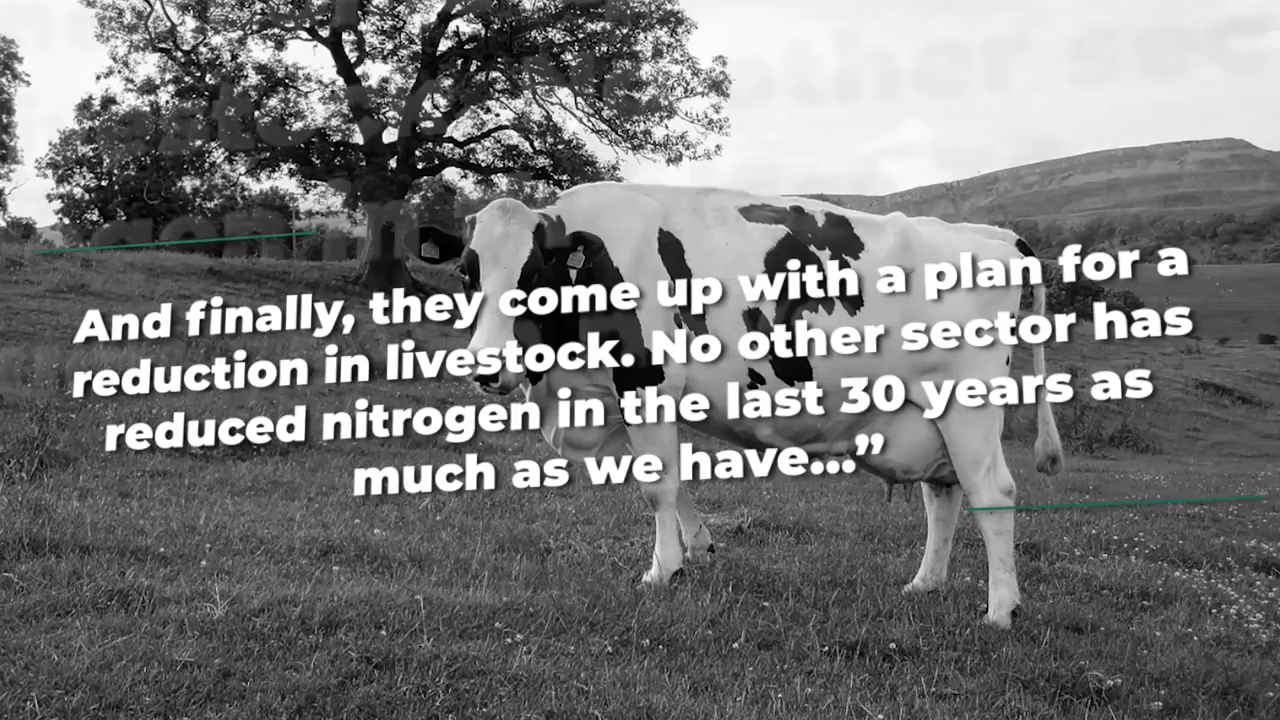 And finally, they come up with a plan for a
reduction in livestock. No other sector has
reduced nitrogen in the last 30 years as
much as we have...”